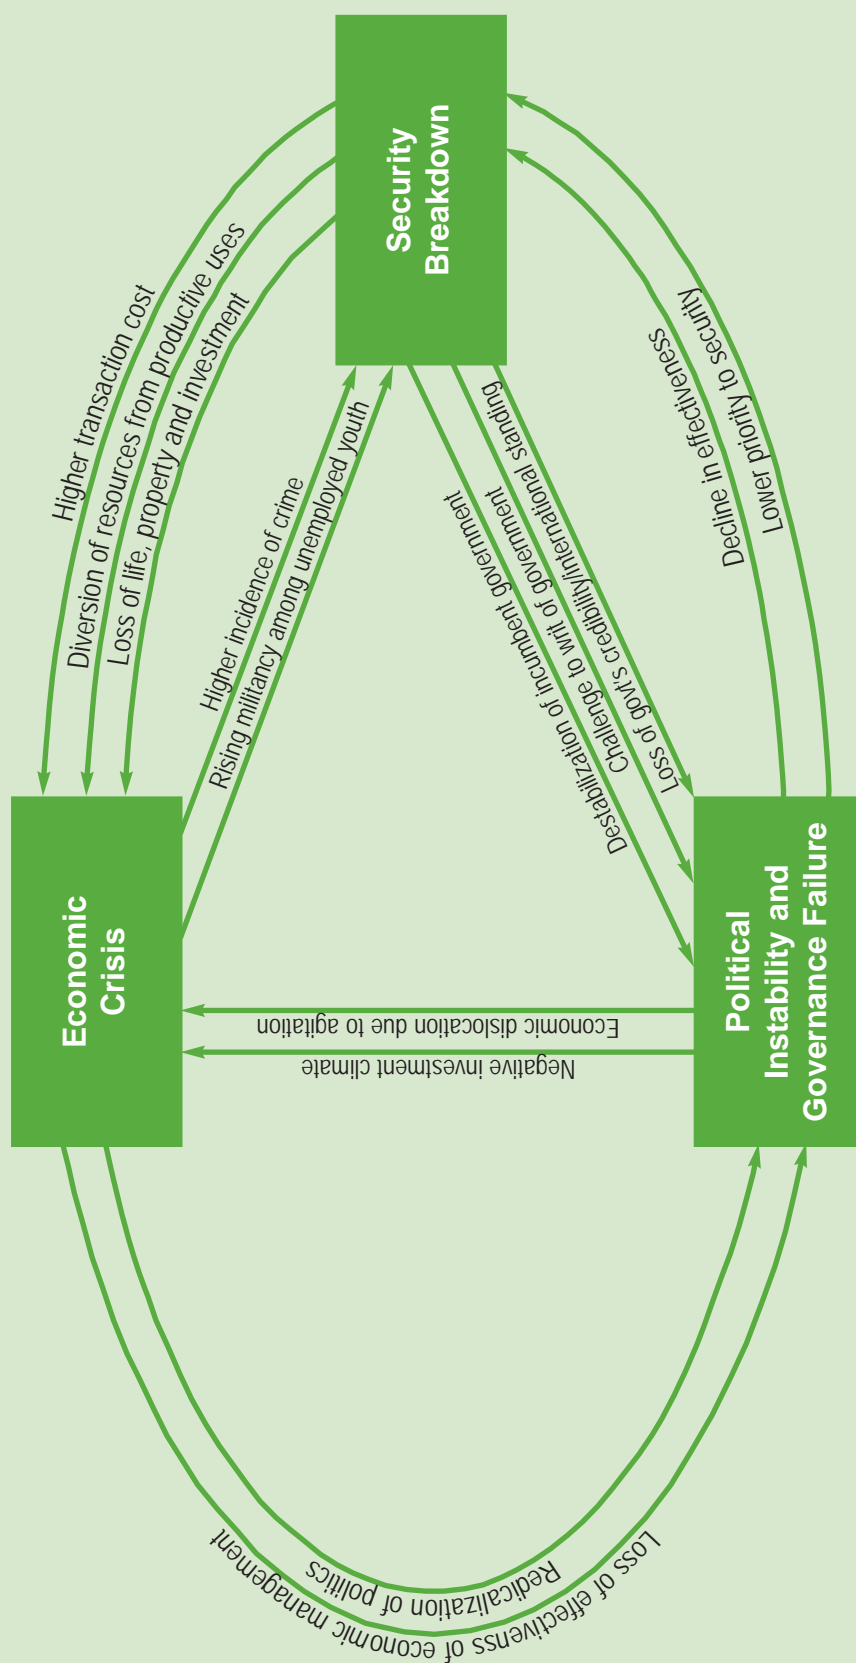 Security
Breakdown
Higher transaction cost
Diversion of resources from productive uses
Loss of life, property and investment
Higher incidence of crime
Rising militancy among unemployed youth
Destabilization of incumbent government
Challenge to writ of government
Loss of govt's credibility/international standing
Decline in effectiveness
Lower priority to security
Economic
Crisis
Economic dislocation due to agitation
Negative investment climate
Political
Instability and
Governance Failure
Redicalization of politics
Loss of effectivenss of economic management